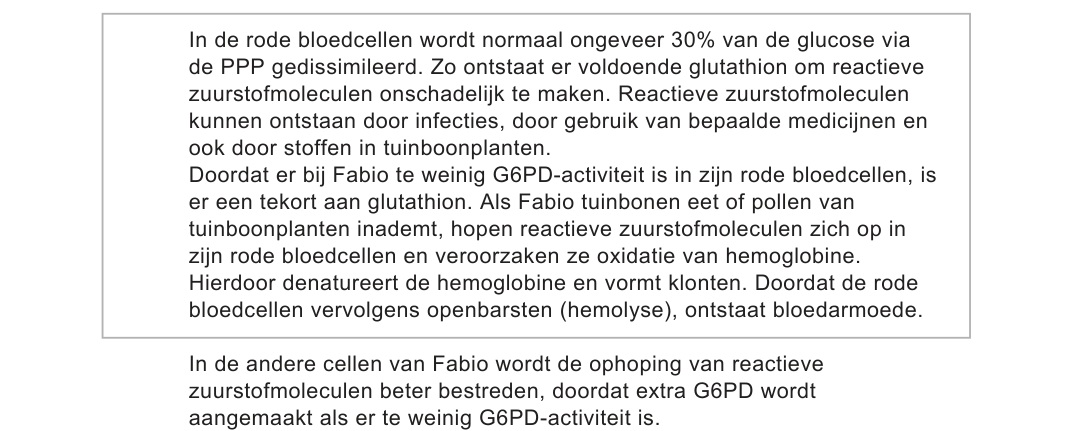 In de rode bloedcellen wordt normaal ongeveer 30% van de glucose via
de PPP gedissimileerd. Zo ontstaat er voldoende glutathion om reactieve
zuurstofmoleculen onschadelijk te maken. Reactieve zuurstofmoleculen
kunnen ontstaan door infecties, door gebruik van bepaalde medicijnen en
ook door stoffen in tuinboonplanten.
Doordat er bij Fabio te weinig G6PD-activiteit is in zijn rode bloedcellen, is
er een tekort aan glutathion. Als Fabio tuinbonen eet of pollen van
tuinboonplanten inademt, hopen reactieve zuurstofmoleculen zich op in
zijn rode bloedcellen en veroorzaken ze oxidatie van hemoglobine.
Hierdoor denatureert de hemoglobine en vormt klonten. Doordat de rode
bloedcellen vervolgens openbarsten (hemolyse), ontstaat bloedarmoede.
In de andere cellen van Fabio wordt de ophoping van reactieve
zuurstofmoleculen beter bestreden, doordat extra G6PD wordt
aangemaakt als er te weinig G6PD-activiteit is.